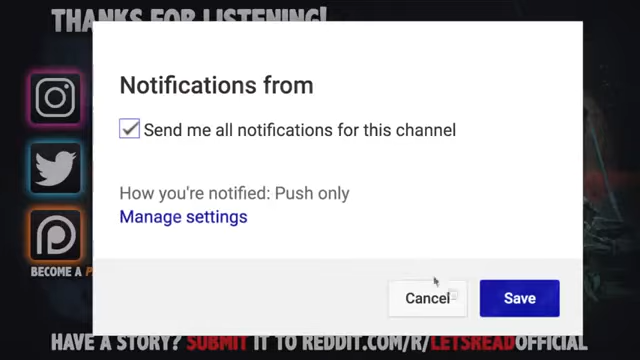 THANKS FOR LISTENING!
Notifications from
Send me all notifications for this channel
How you're notified: Push only
Manage settings
Cancel
Save
BECOME A
HAVE A STORY? SUBMIT IT TO REDDIT.COM/R/LETSREADOFFICIAL